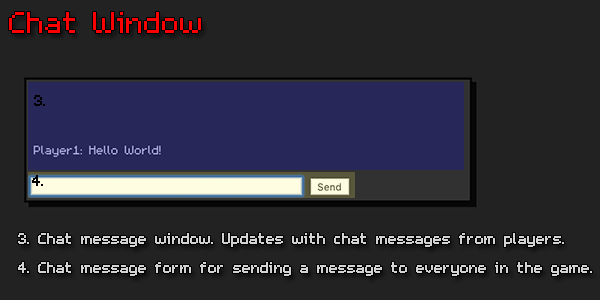 Chat Window
3.
Player1: Hello World!
4.
Send
3. Chat message window. Updates with chat messages from players.
4. Chat message form for sending a message to everyone in the game.